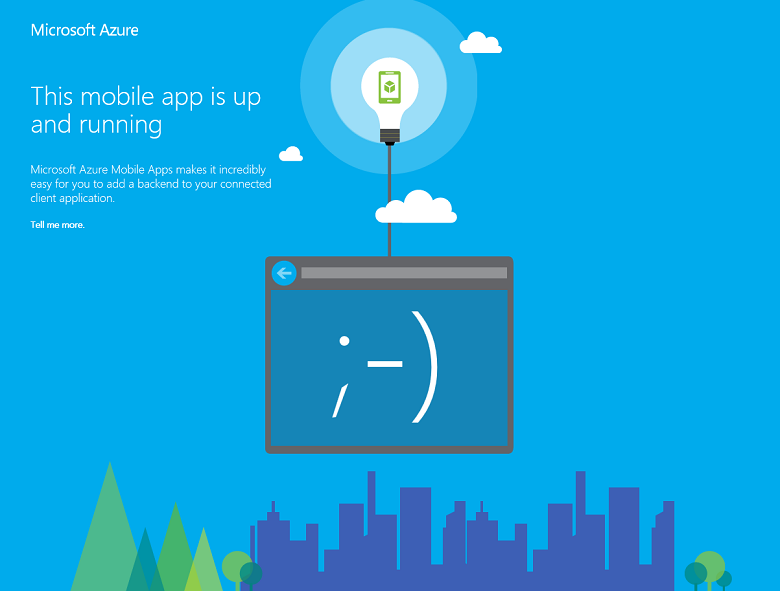 Microsoft Azure
This mobile app is up
and running
Microsoft Azure Mobile Apps makes it incredibly
easy for you to add a backend to your connected
client application.
Tell me more.
;-)